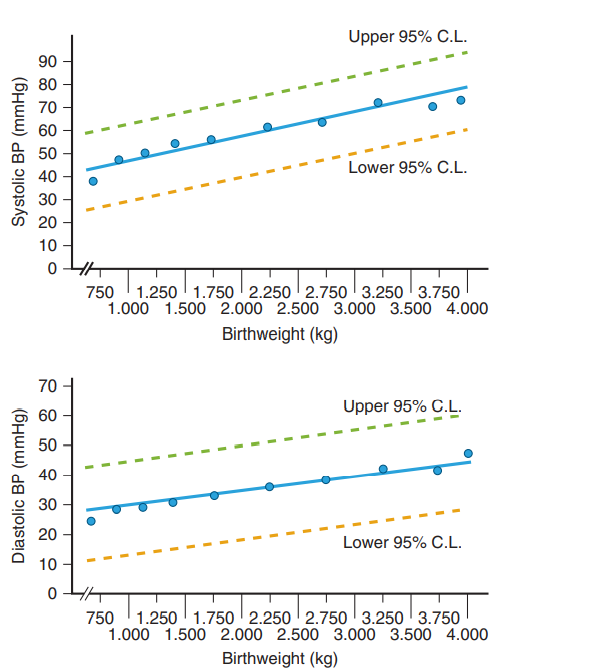 Upper 95% C.L.
Systolic BP (mmHg)
90
80
70
60
50
40
30
20
10
0
Lower 95% C.L.
750 1.250 1.750 2.250 2.750 3.250 3.750
1.000 1.500 2.000 2.500 3.000 3.500 4.000
Birthweight (kg)
Diastolic BP (mmHg)
70
60
50
40
30
20
10
0
Upper 95% C.L.
Lower 95% C.L.
750 1.250 1.750 2.250 2.750 3.250 3.750
1.000 1.500 2.000 2.500 3.000 3.500 4.000
Birthweight (kg)